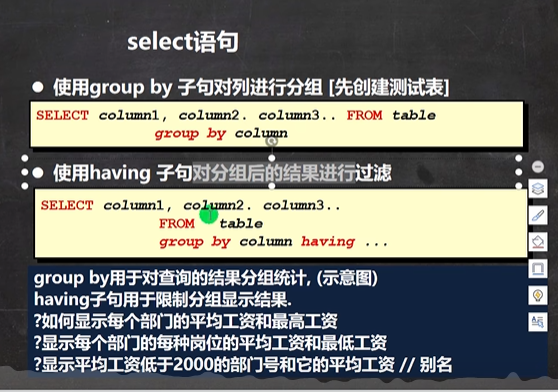 select语句
● 使用group by 子句对列进行分组 [先创建测试表]
SELECT column1, column2. column3.. FROM table
group by column
● 使用having 子句对分组后的结果进行过滤
SELECT column1, column2. column3..
FROM table
group by column having ...
group by用于对查询的结果分组统计, (示意图)
having子句用于限制分组显示结果.
?如何显示每个部门的平均工资和最高工资
?显示每个部门的每种岗位的平均工资和最低工资
?显示平均工资低于2000的部门号和它的平均工资 // 别名